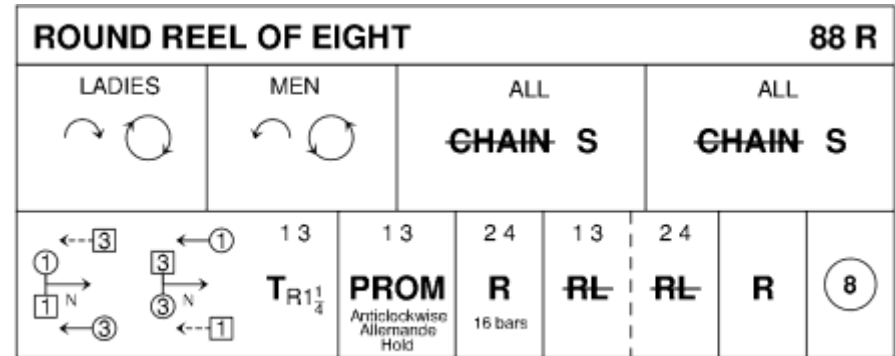 ROUND REEL OF EIGHT 88 R
LADIES
MEN
ALL
CHAIN S
ALL
CHAIN S
3 1
1 3
1 N 3 N
3 1
1 3
TR1 1/4
1 3
PROM
Anticlockwise
Allemande
Hold
2 4
R
16 bars
1 3
RL
2 4
RL
R
8